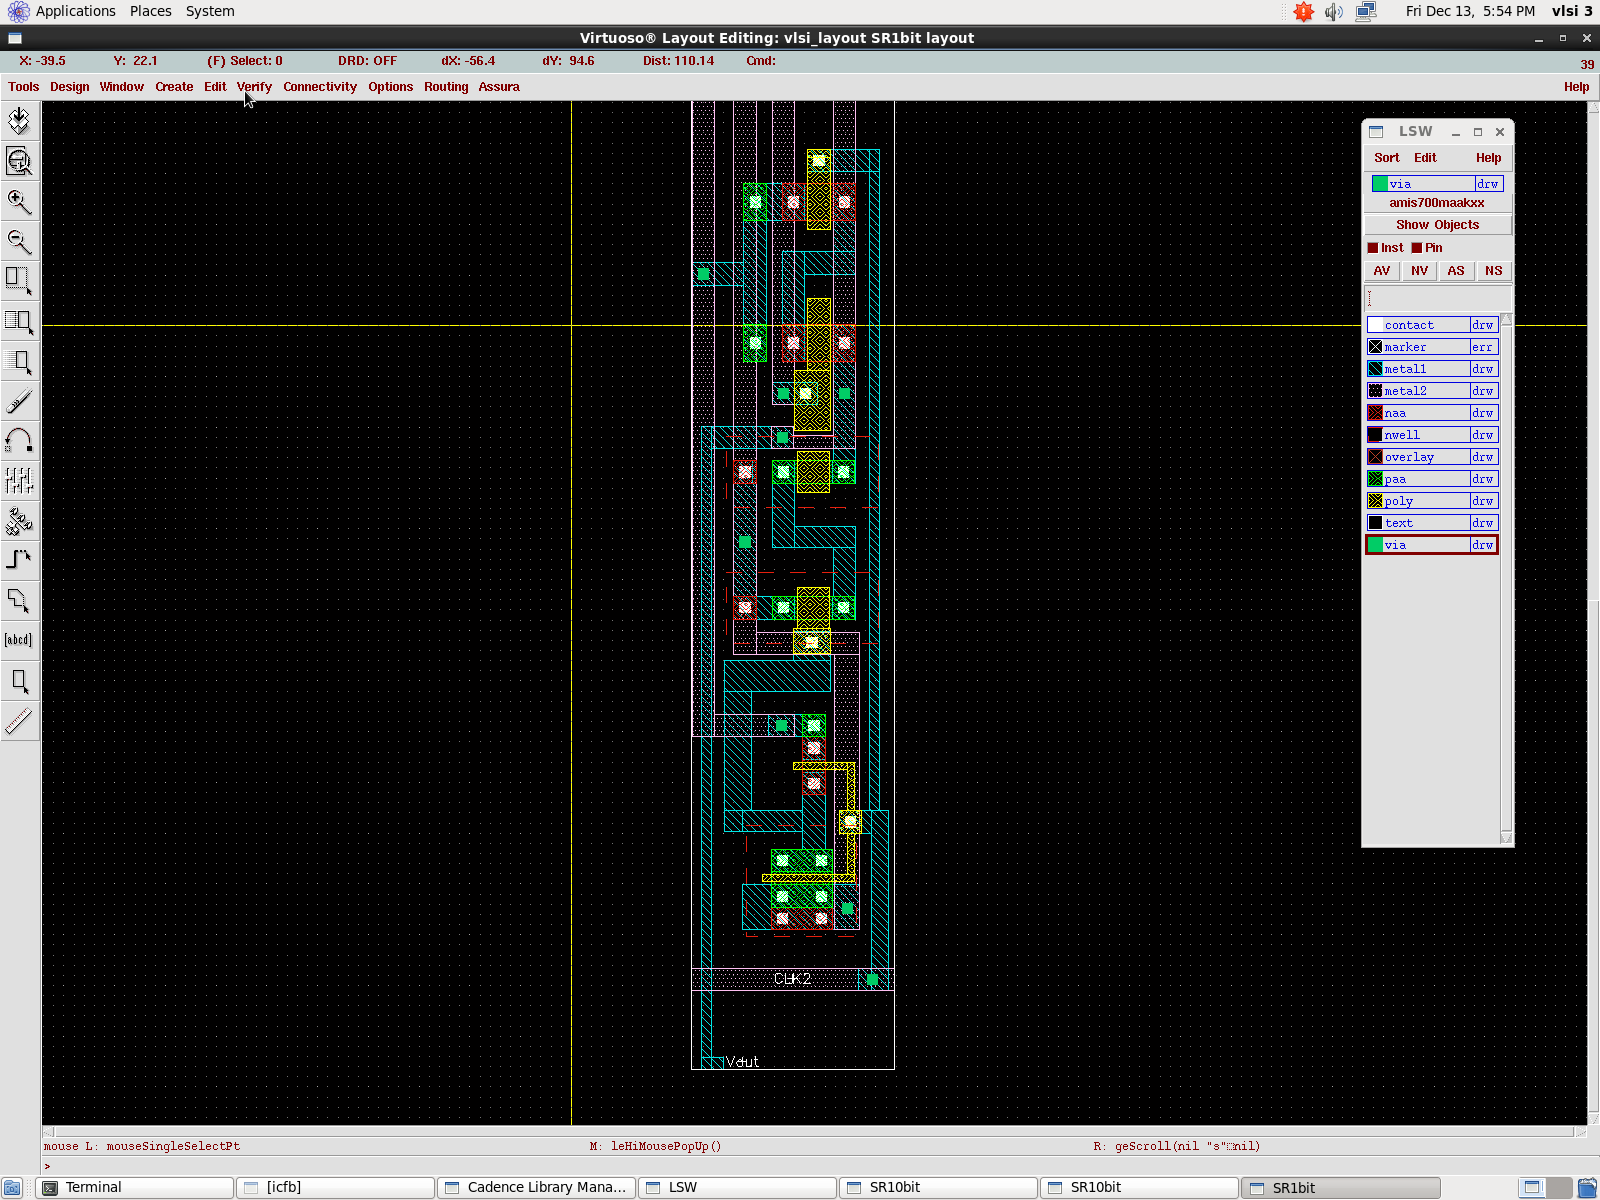 Applications Places System Fri Dec 13, 5:54 PM vlsi 3
Virtuoso® Layout Editing: vlsi_layout SR1bit layout
X: -39.5 Y: 22.1 (F) Select: 0 DRD: OFF dX: -56.4 dY: 94.6 Dist: 110.14 Cmd:
39
Tools Design Window Create Edit Verify Connectivity Options Routing Assura Help
LSW
Sort Edit Help
via drw
amis700maakxx
Show Objects
Inst Pin
AV NV AS NS
contact drw
marker err
metal1 drw
metal2 drw
naa drw
nwell drw
overlay drw
paa drw
poly drw
text drw
via drw
[abcd]
CLK2
Vout
mouse L: mouseSingleSelectPt M: leHiMousePopUp() R: geScroll(nil "s" nil)
>
Terminal [icfb] Cadence Library Mana... LSW SR10bit SR10bit SR1bit